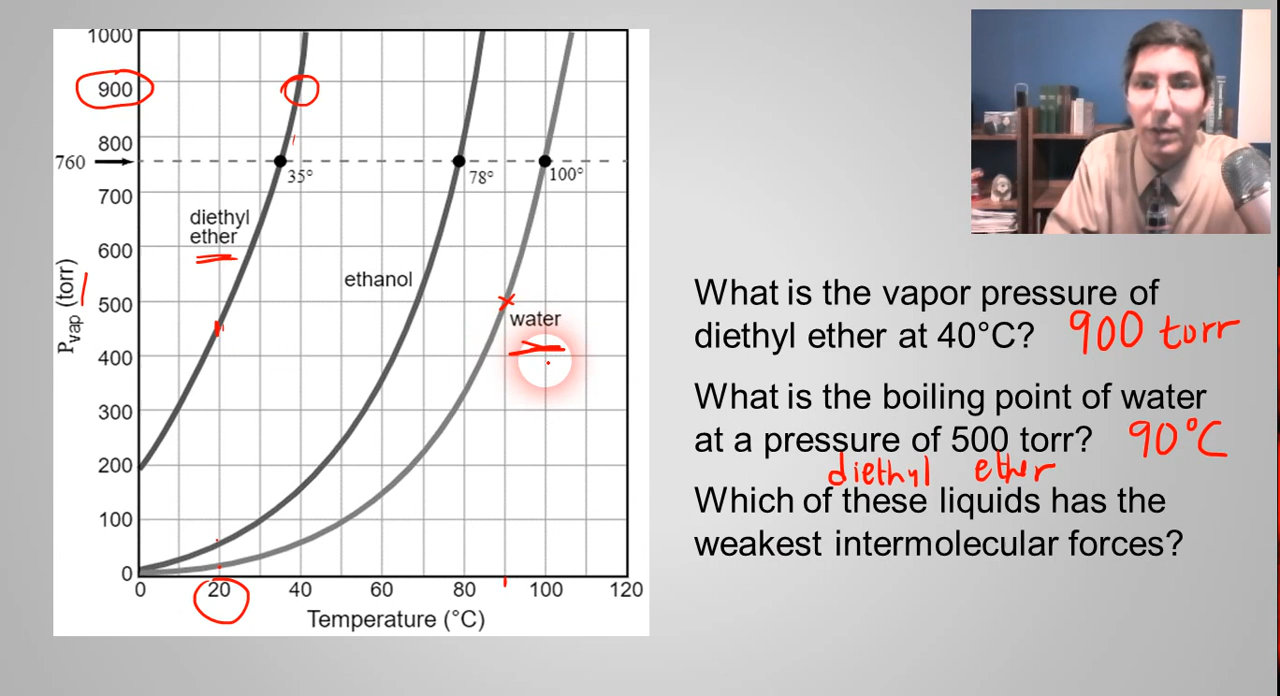 1000
900
800
760
35°
78°
100°
700
diethyl
ether
600
ethanol
500
water
Pvap (torr)
400
300
200
100
0
0 20 40 60 80 100 120
Temperature (°C)
What is the vapor pressure of
diethyl ether at 40°C? 900 torr
What is the boiling point of water
at a pressure of 500 torr? 90°C
diethyl ether
Which of these liquids has the
weakest intermolecular forces?